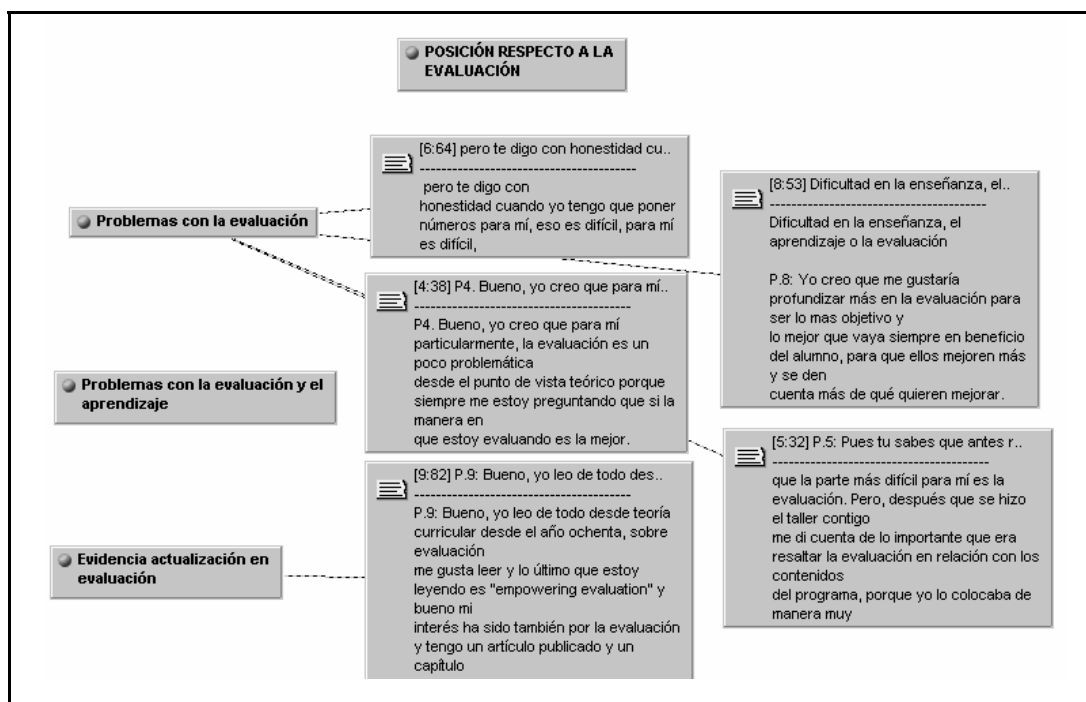 POSICIÓN RESPECTO A LA
EVALUACIÓN
Problemas con la evaluación
[6:64] pero te digo con honestidad cu..
----------------------------------------
pero te digo con
honestidad cuando yo tengo que poner
números para mí, eso es difícil, para mí
es difícil,
[8:53] Dificultad en la enseñanza, el..
----------------------------------------
Dificultad en la enseñanza, el
aprendizaje o la evaluación
P.8: Yo creo que me gustaría
profundizar más en la evaluación para
ser lo mas objetivo y
lo mejor que vaya siempre en beneficio
del alumno, para que ellos mejoren más
y se den
cuenta más de qué quieren mejorar.
[4:38] P4. Bueno, yo creo que para mí..
----------------------------------------
P4. Bueno, yo creo que para mí
particularmente, la evaluación es un
poco problemática
desde el punto de vista teórico porque
siempre me estoy preguntando que si la
manera en
que estoy evaluando es la mejor.
Problemas con la evaluación y el
aprendizaje
[5:32] P.5: Pues tu sabes que antes r..
----------------------------------------
que la parte más difícil para mí es la
evaluación. Pero, después que se hizo
el taller contigo
me di cuenta de lo importante que era
resaltar la evaluación en relación con los
contenidos
del programa, porque yo lo colocaba de
manera muy
Evidencia actualización en
evaluación
[9:82] P.9: Bueno, yo leo de todo des..
----------------------------------------
P.9: Bueno, yo leo de todo desde teoría
curricular desde el año ochenta, sobre
evaluación
me gusta leer y lo último que estoy
leyendo es "empowering evaluation" y
bueno mi
interés ha sido también por la evaluación
y tengo un artículo publicado y un
capítulo